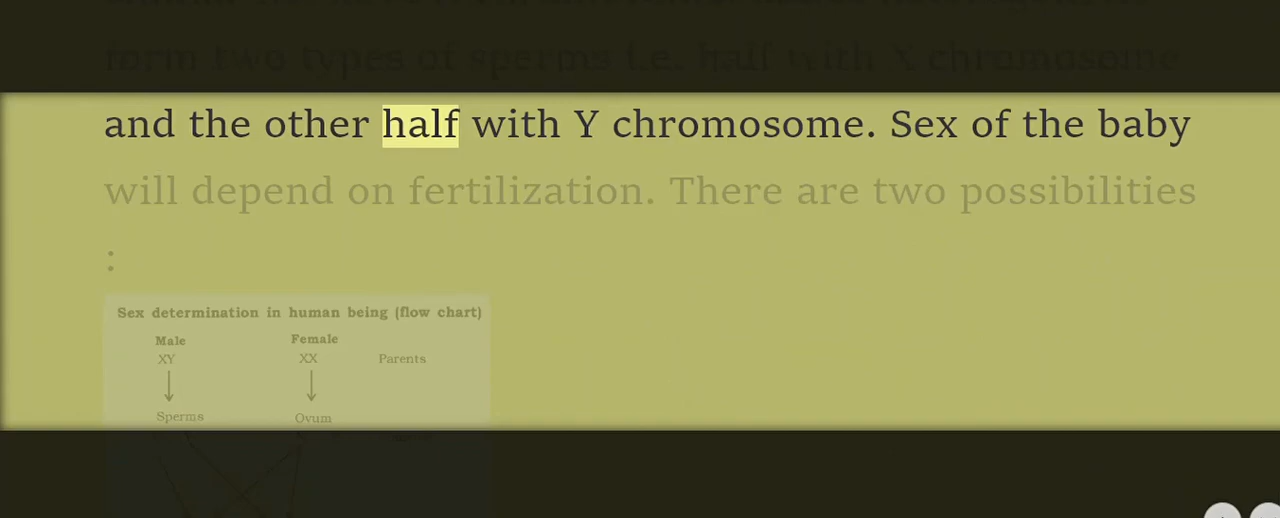 form two types of sperms i.e. half with X chromosome
and the other half with Y chromosome. Sex of the baby
will depend on fertilization. There are two possibilities
:
Sex determination in human being (flow chart)
Male Female
XY XX Parents
Sperms Ovum